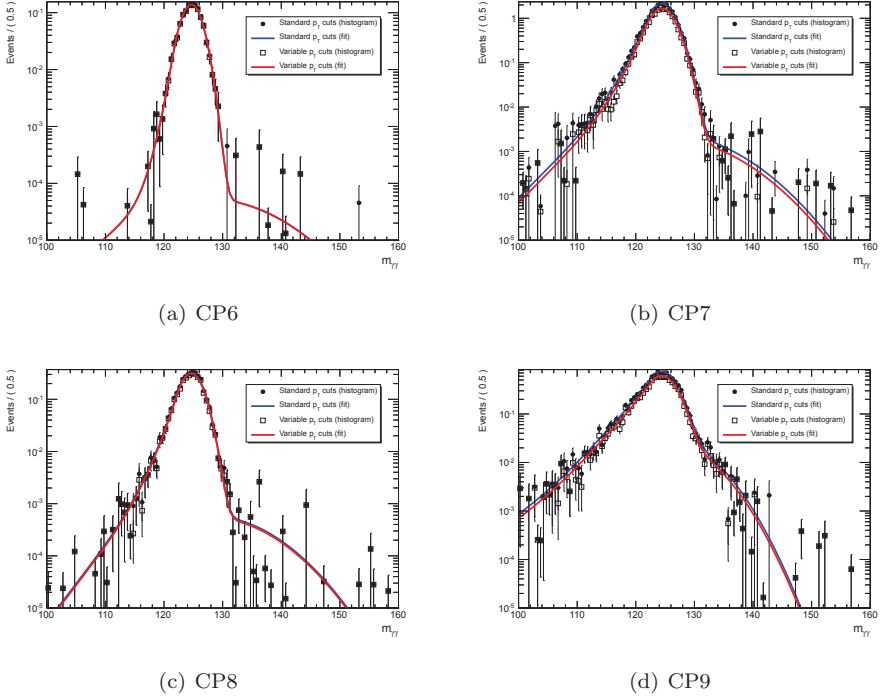 Events / ( 0.5 )
10⁻¹
10⁻²
10⁻³
10⁻⁴
10⁻⁵
Standard p_T cuts (histogram)
Standard p_T cuts (fit)
Variable p_T cuts (histogram)
Variable p_T cuts (fit)
100 110 120 130 140 150 160
m_γγ
(a) CP6
Events / ( 0.5 )
1
10⁻¹
10⁻²
10⁻³
10⁻⁴
10⁻⁵
Standard p_T cuts (histogram)
Standard p_T cuts (fit)
Variable p_T cuts (histogram)
Variable p_T cuts (fit)
100 110 120 130 140 150 160
m_γγ
(b) CP7
Events / ( 0.5 )
10⁻¹
10⁻²
10⁻³
10⁻⁴
10⁻⁵
Standard p_T cuts (histogram)
Standard p_T cuts (fit)
Variable p_T cuts (histogram)
Variable p_T cuts (fit)
100 110 120 130 140 150 160
m_γγ
(c) CP8
Events / ( 0.5 )
10⁻¹
10⁻²
10⁻³
10⁻⁴
10⁻⁵
Standard p_T cuts (histogram)
Standard p_T cuts (fit)
Variable p_T cuts (histogram)
Variable p_T cuts (fit)
100 110 120 130 140 150 160
m_γγ
(d) CP9